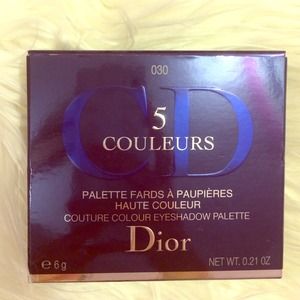 030
CD
5
COULEURS
PALETTE FARDS À PAUPIÈRES
HAUTE COULEUR
COUTURE COLOUR EYESHADOW PALETTE
Dior
℮ 6 g NET WT. 0.21 OZ